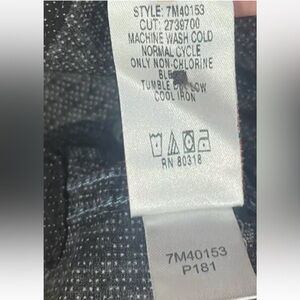 STYLE: 7M40153
CUT: 2739700
MACHINE WASH COLD
NORMAL CYCLE
ONLY NON-CHLORINE
TUMBLE LOW
COOL IRON
RN 80318
7M40153
P181